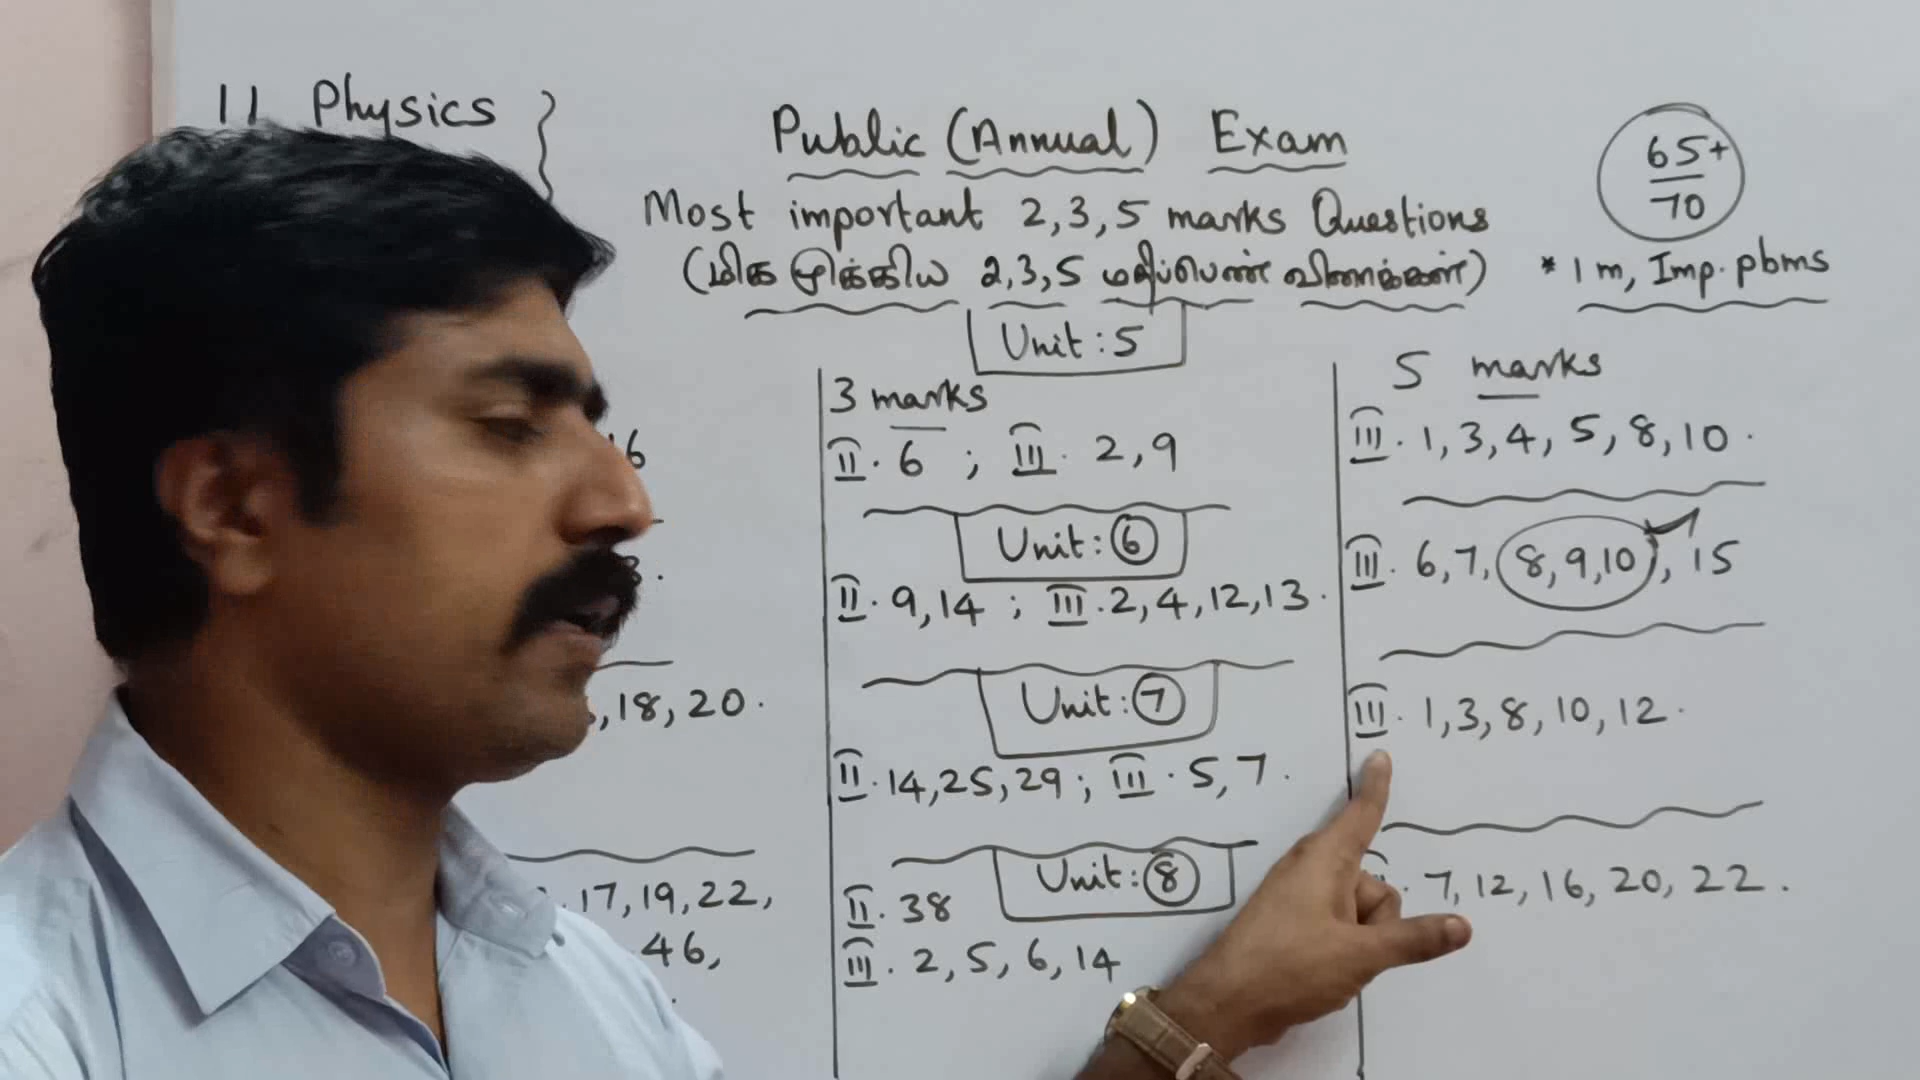 11 Physics
Public (Annual) Exam
65+
70
Most important 2,3,5 marks Questions
(மிக முக்கிய 2,3,5 மதிப்பெண் வினாக்கள்)
* 1 m, Imp. pbms
Unit : 5
3 marks
5 marks
16
II. 6 ; III. 2, 9
III. 1, 3, 4, 5, 8, 10.
Unit : 6
III. 6, 7, 8, 9, 10, 15
II. 9, 14 ; III. 2, 4, 12, 13.
Unit : 7
, 18, 20.
III. 1, 3, 8, 10, 12.
II. 14, 25, 29 ; III. 5, 7.
Unit : 8
. 17, 19, 22,
II. 38
. 7, 12, 16, 20, 22.
46,
III. 2, 5, 6, 14